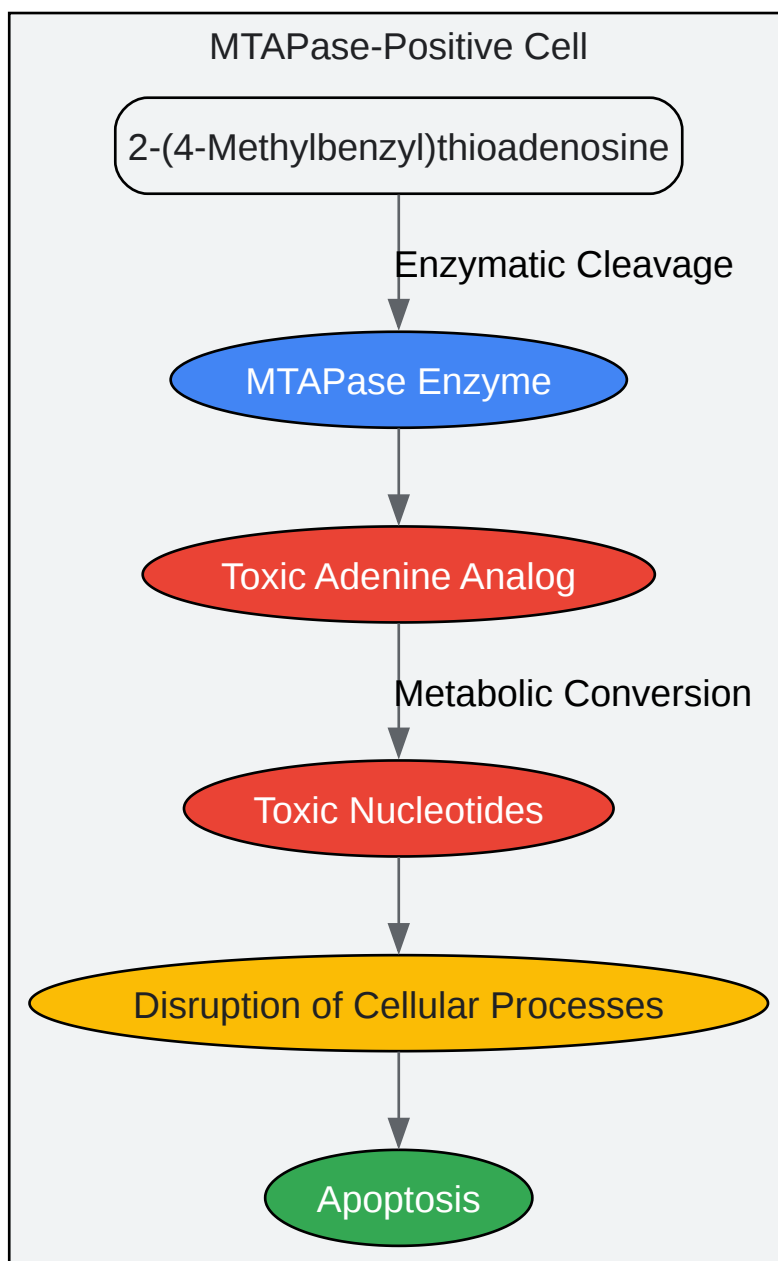 MTAPase-Positive Cell
2-(4-Methylbenzyl)thioadenosine
Enzymatic Cleavage
MTAPase Enzyme
Toxic Adenine Analog
Metabolic Conversion
Toxic Nucleotides
Disruption of Cellular Processes
Apoptosis